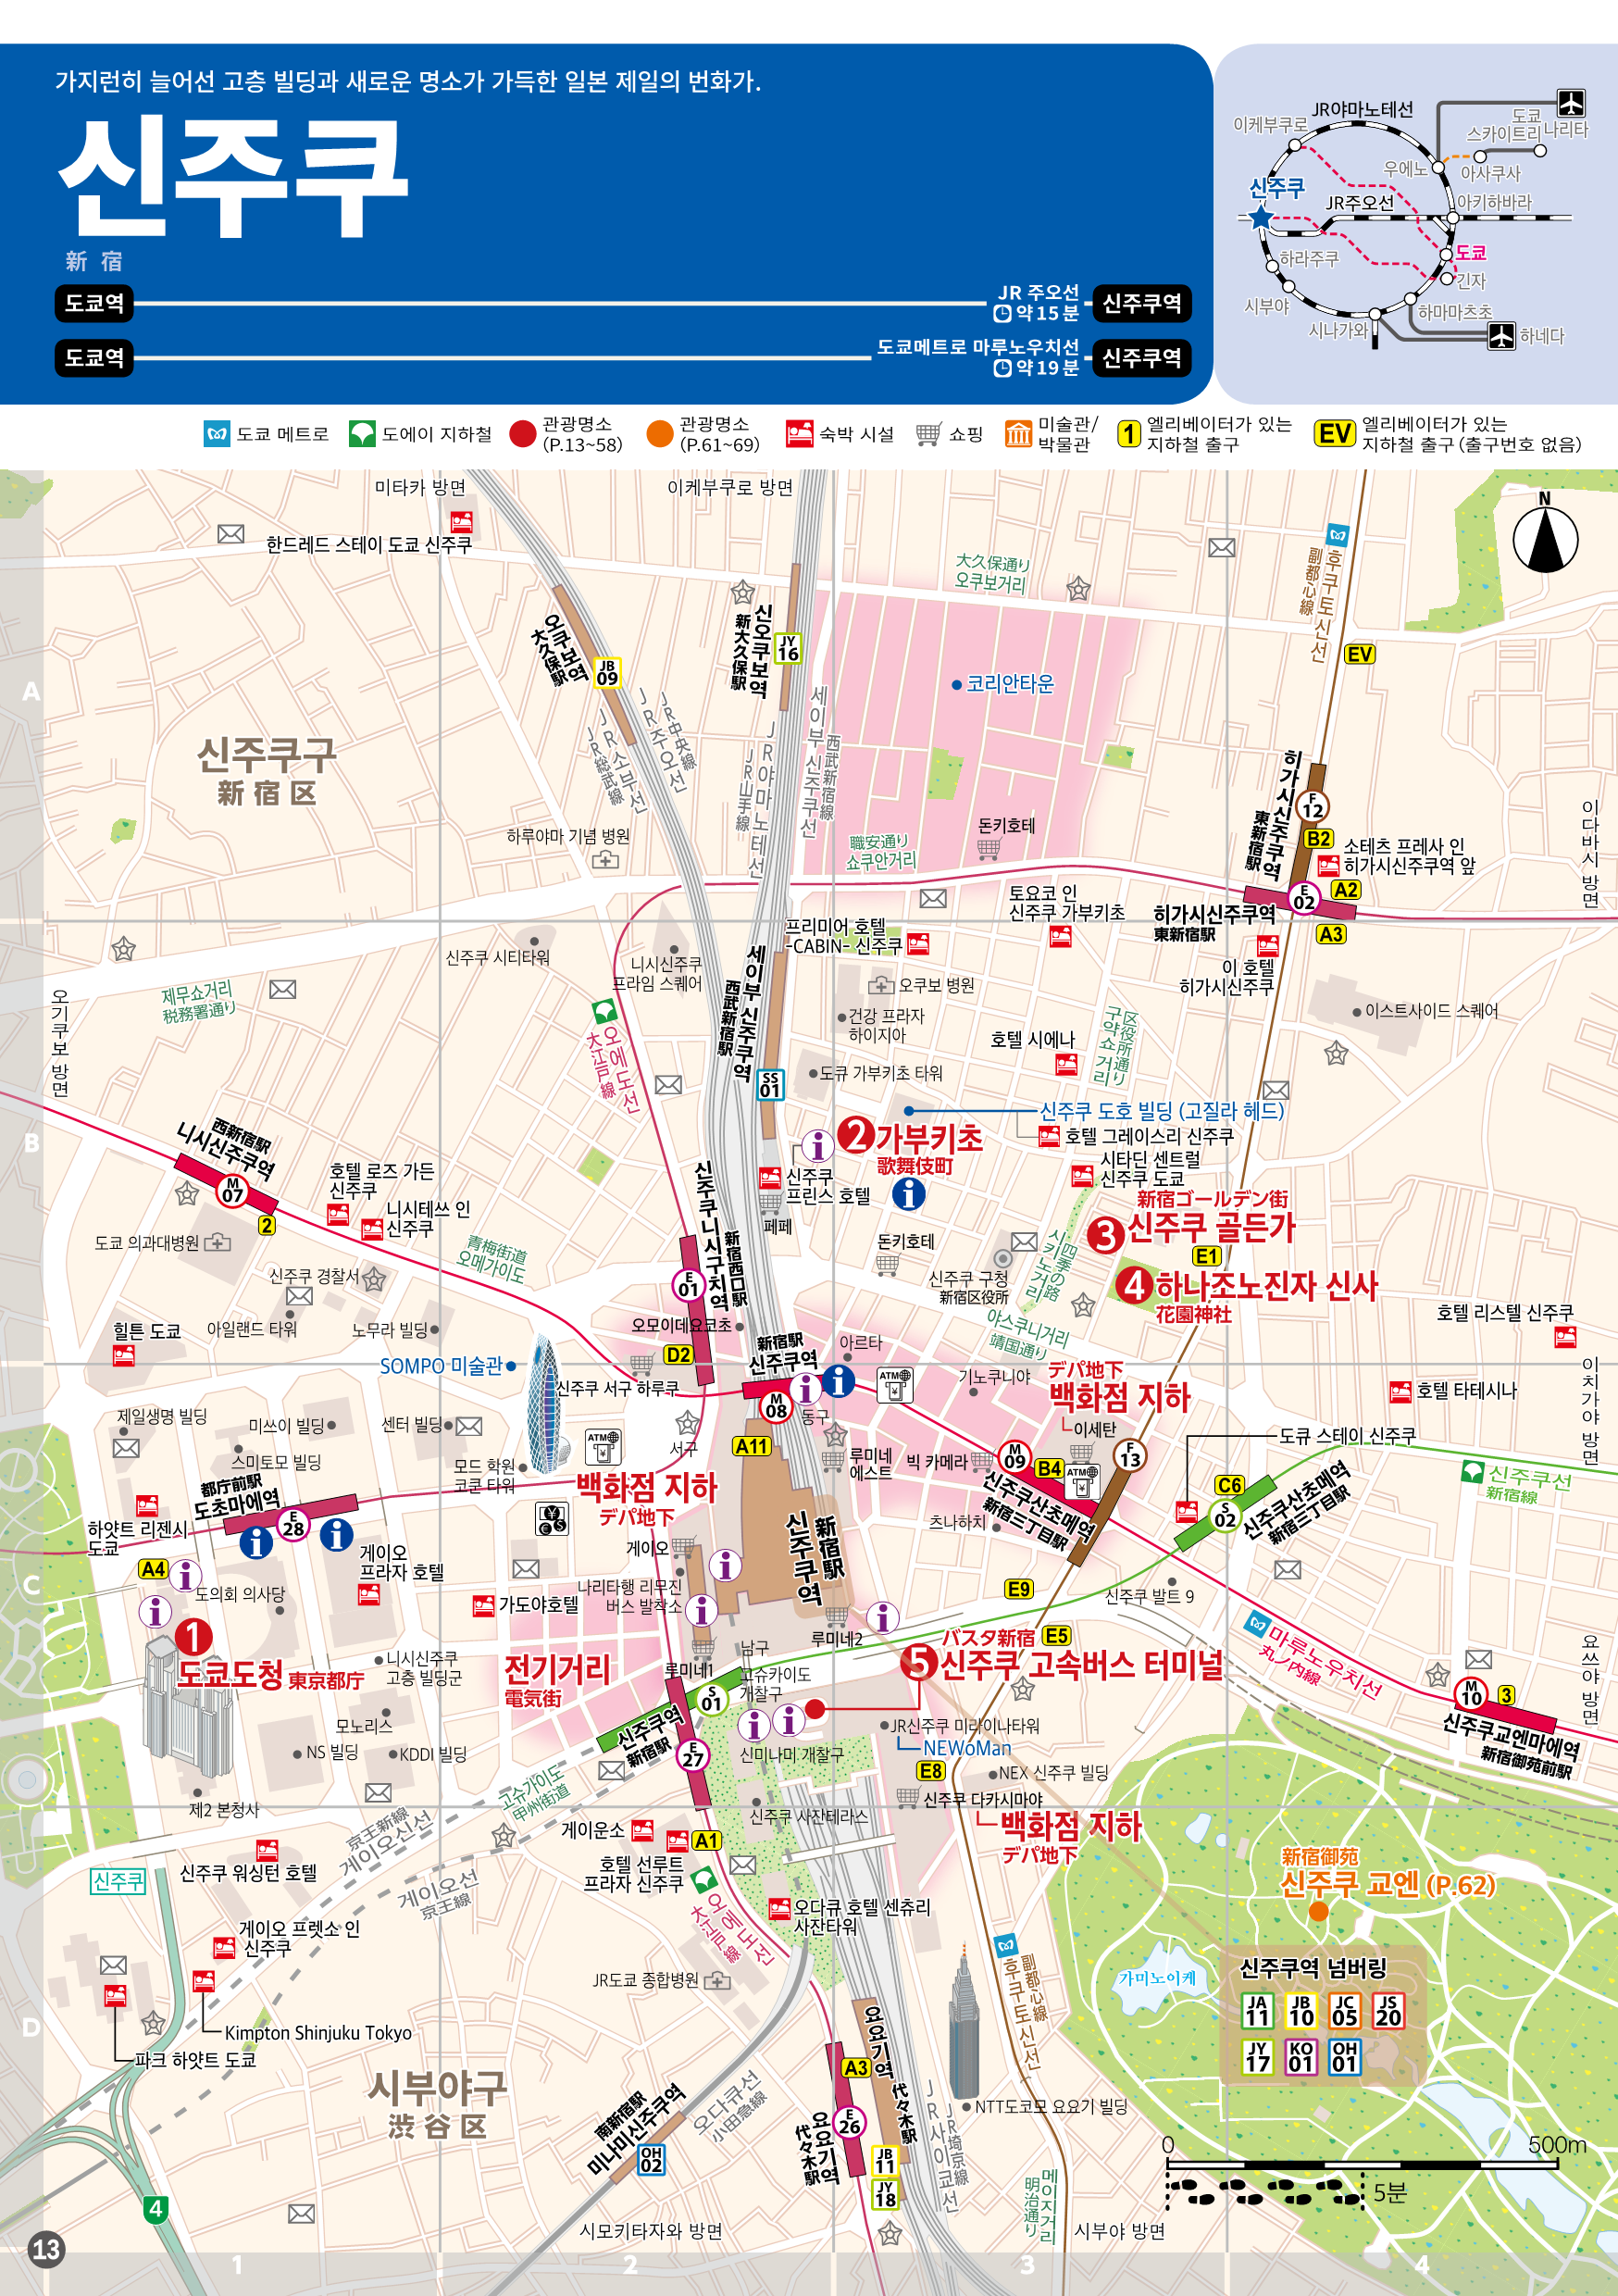 가지런히 늘어선 고층 빌딩과 새로운 명소가 가득한 일본 제일의 번화가.
신주쿠
新宿
도쿄역
JR 주오선
약 15 분
신주쿠역
도쿄역
도쿄메트로 마루노우치선
약 19 분
신주쿠역
JR야마노테선
이케부쿠로
도쿄
스카이트리
나리타
우에노
아사쿠사
신주쿠
JR주오선
아키하바라
하라주쿠
도쿄
긴자
시부야
하마마츠초
시나가와
하네다
도쿄 메트로
도에이 지하철
관광명소
(P.13~58)
관광명소
(P.61~69)
숙박 시설
쇼핑
미술관/
박물관
1
엘리베이터가 있는
지하철 출구
EV
엘리베이터가 있는
지하철 출구 (출구번호 없음)
미타카 방면
이케부쿠로 방면
N
한드레드 스테이 도쿄 신주쿠
大久保通り
오쿠보거리
副都心線
후쿠토신선
EV
오쿠보역
大久保駅
JB
09
신오쿠보역
新大久保駅
JY
16
코리안타운
A
신주쿠구
新宿区
JR소부선
JR総武線
JR주오선
JR中央線
JR야마노테선
JR山手線
세이부 신주쿠선
西武新宿線
하루야마 기념 병원
職安通り
쇼쿠안거리
돈키호테
히가시신주쿠역
東新宿駅
F
12
B2
소테츠 프레사 인
히가시신주쿠역 앞
이다바시 방면
E
02
A2
A3
토요코 인
신주쿠 가부키초
히가시신주쿠역
東新宿駅
프리미어 호텔
-CABIN- 신주쿠
이 호텔
히가시신주쿠
신주쿠 시티타워
니시신주쿠
프라임 스퀘어
세이부 신주쿠역
西武新宿駅
오쿠보 병원
건강 프라자
하이지아
이스트사이드 스퀘어
오기쿠보 방면
제무쇼거리
税務署通り
오에도선
大江戸線
호텔 시에나
区役所通り
구약쇼거리
SS
01
도큐 가부키초 타워
신주쿠 도호 빌딩 (고질라 헤드)
B
2 가부키초
歌舞伎町
호텔 그레이스리 신주쿠
시타딘 센트럴
신주쿠 도쿄
西新宿駅
니시신주쿠역
M
07
2
호텔 로즈 가든
신주쿠
니시테쓰 인
신주쿠
신주쿠
프린스 호텔
페페
新宿ゴールデン街
3 신주쿠 골든가
도쿄 의과대병원
青梅街道
오메가이도
신주쿠니시구치역
新宿西口駅
E
01
돈키호테
四季の路
시키노거리
E1
4 하나조노진자 신사
花園神社
신주쿠 경찰서
신주쿠 구청
新宿区役所
힐튼 도쿄
아일랜드 타워
노무라 빌딩
오모이데요코초
야스쿠니거리
靖国通り
호텔 리스텔 신주쿠
SOMPO 미술관
D2
新宿駅
신주쿠역
아르타
이치가야 방면
신주쿠 서구 하루쿠
M
08
ATM
기노쿠니야
デパ地下
백화점 지하
이세탄
호텔 타테시나
제일생명 빌딩
미쓰이 빌딩
센터 빌딩
동구
도큐 스테이 신주쿠
스미토모 빌딩
ATM
서구
A11
루미네
에스트
빅 카메라
M
09
B4
ATM
F
13
모드 학원
코쿤 타워
백화점 지하
デパ地下
신주쿠산초메역
新宿三丁目駅
C6
S
02
신주쿠산초메역
新宿三丁目駅
신주쿠선
新宿線
都庁前駅
도초마에역
E
28
하얏트 리젠시
도쿄
츠나하치
게이오
新宿駅
신주쿠역
C
A4
게이오
프라자 호텔
도의회 의사당
나리타행 리무진
버스 발착소
E9
신주쿠 발트 9
가도야호텔
1
도쿄도청 東京都庁
루미네2
バスタ新宿
E5
5 신주쿠 고속버스 터미널
마루노우치선
丸ノ内線
요쓰야 방면
니시신주쿠
고층 빌딩군
전기거리
電気街
루미네1
남구
고슈카이도
개찰구
M
10
3
신주쿠교엔마에역
新宿御苑前駅
S
01
신주쿠역
新宿駅
E
27
모노리스
NS 빌딩
KDDI 빌딩
신미나미 개찰구
JR신주쿠 미라이나타워
NEWoMan
E8
NEX 신주쿠 빌딩
제2 본청사
고슈가이도
甲州街道
신주쿠 사잔테라스
신주쿠 다카시마야
백화점 지하
デパ地下
京王新線
게이오신선
게이오선
京王線
신주쿠
신주쿠 워싱턴 호텔
게이운소
A1
호텔 선루트
프라자 신주쿠
오에도선
大江戸線
오다큐 호텔 센츄리
사잔타워
新宿御苑
신주쿠 교엔 (P.62)
게이오 프렛소 인
신주쿠
JR도쿄 종합병원
후쿠토신선
副都心線
가미노이케
신주쿠역 넘버링
JA
11
JB
10
JC
05
JS
20
JY
17
KO
01
OH
01
D
Kimpton Shinjuku Tokyo
파크 하얏트 도쿄
시부야구
渋谷区
요요기역
代々木駅
A3
E
26
요요기역
代々木駅
南新宿駅
미나미신주쿠역
OH
02
오다큐선
小田急線
JB
11
JY
18
JR사이쿄선
JR埼京線
NTT도코모 요요기 빌딩
메이지거리
明治通り
0
500m
5분
4
시모키타자와 방면
시부야 방면
13
1
2
3
4